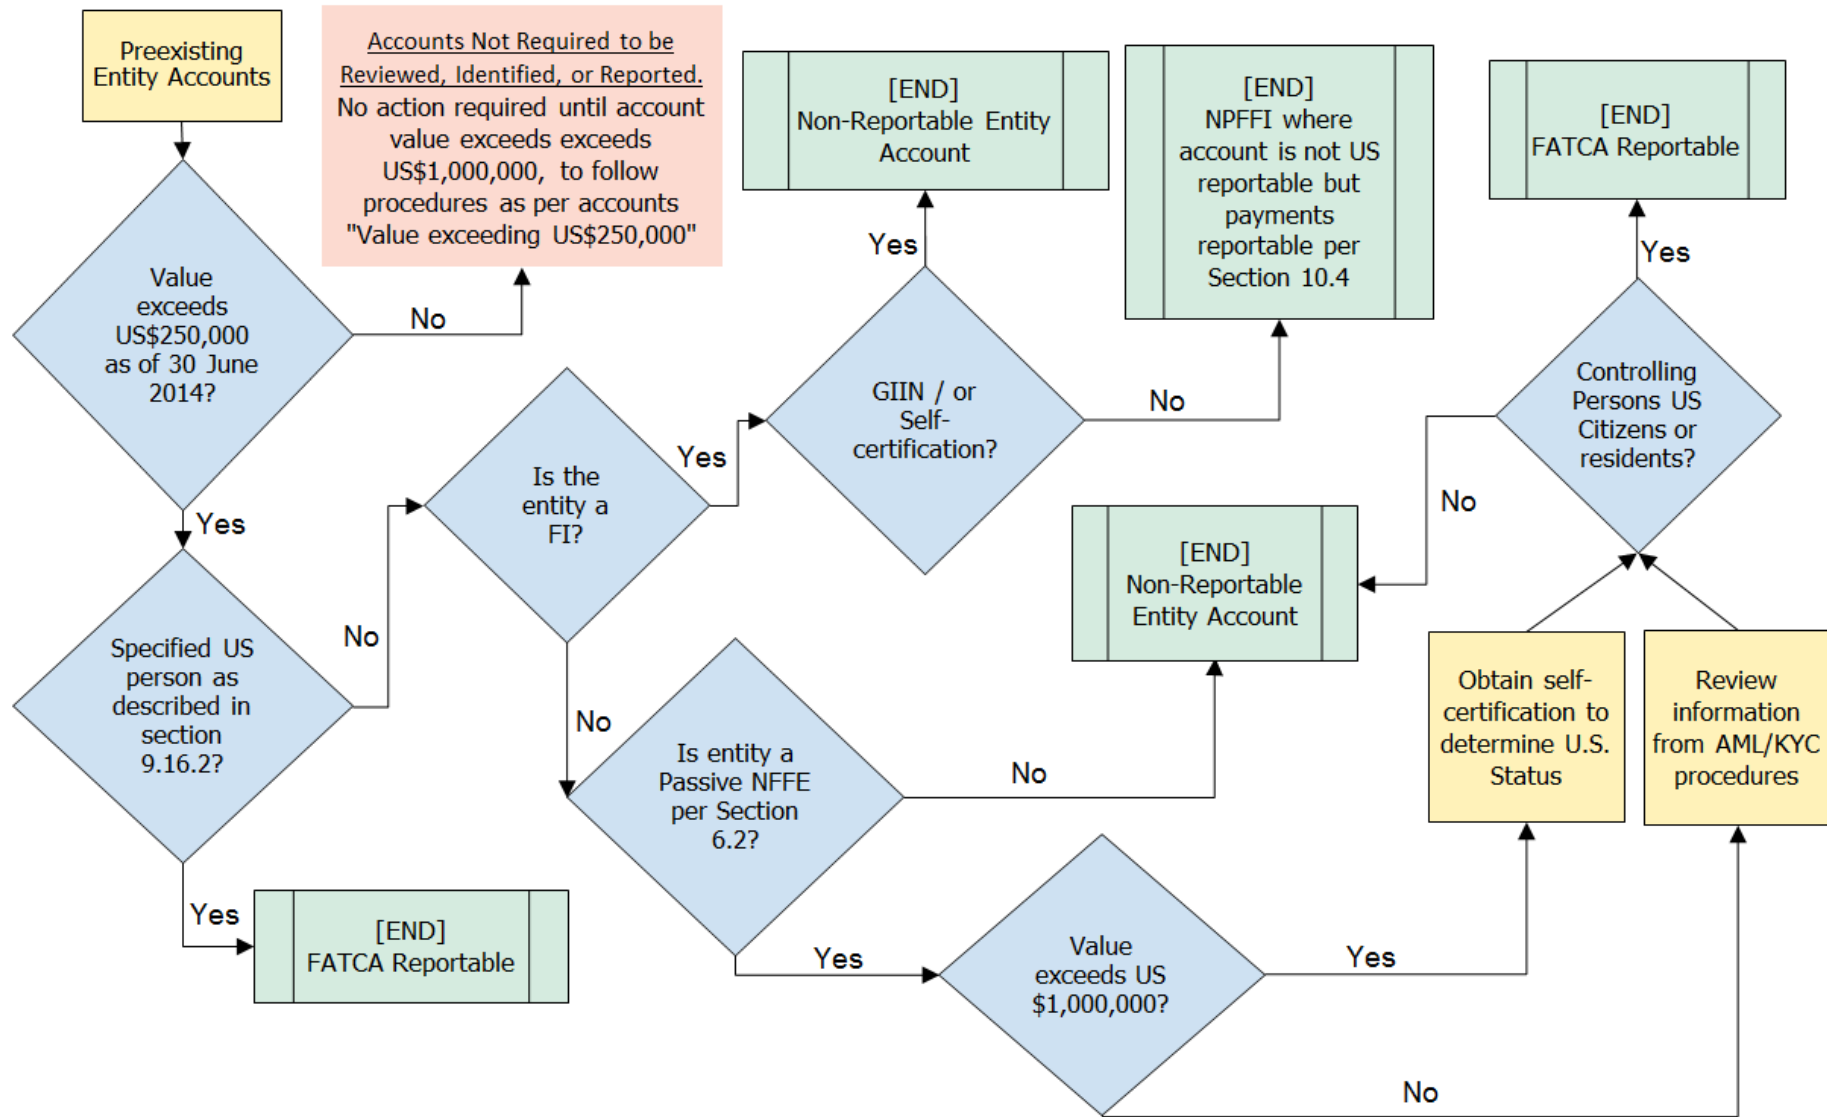 Preexisting
Entity Accounts
Accounts Not Required to be
Reviewed, Identified, or Reported.
No action required until account
value exceeds exceeds
US$1,000,000, to follow
procedures as per accounts
"Value exceeding US$250,000"
[END]
Non-Reportable Entity
Account
[END]
NPFFI where
account is not US
reportable but
payments
reportable per
Section 10.4
[END]
FATCA Reportable
Yes
Yes
Value
exceeds
US$250,000
as of 30 June
2014?
No
GIIN / or
Self-
certification?
No
Controlling
Persons US
Citizens or
residents?
Yes
Is the
entity a
FI?
Yes
No
No
[END]
Non-Reportable
Entity Account
Specified US
person as
described in
section
9.16.2?
No
Is entity a
Passive NFFE
per Section
6.2?
No
Obtain self-
certification to
determine U.S.
Status
Review
information
from AML/KYC
procedures
Yes
[END]
FATCA Reportable
Yes
Value
exceeds US
$1,000,000?
Yes
No